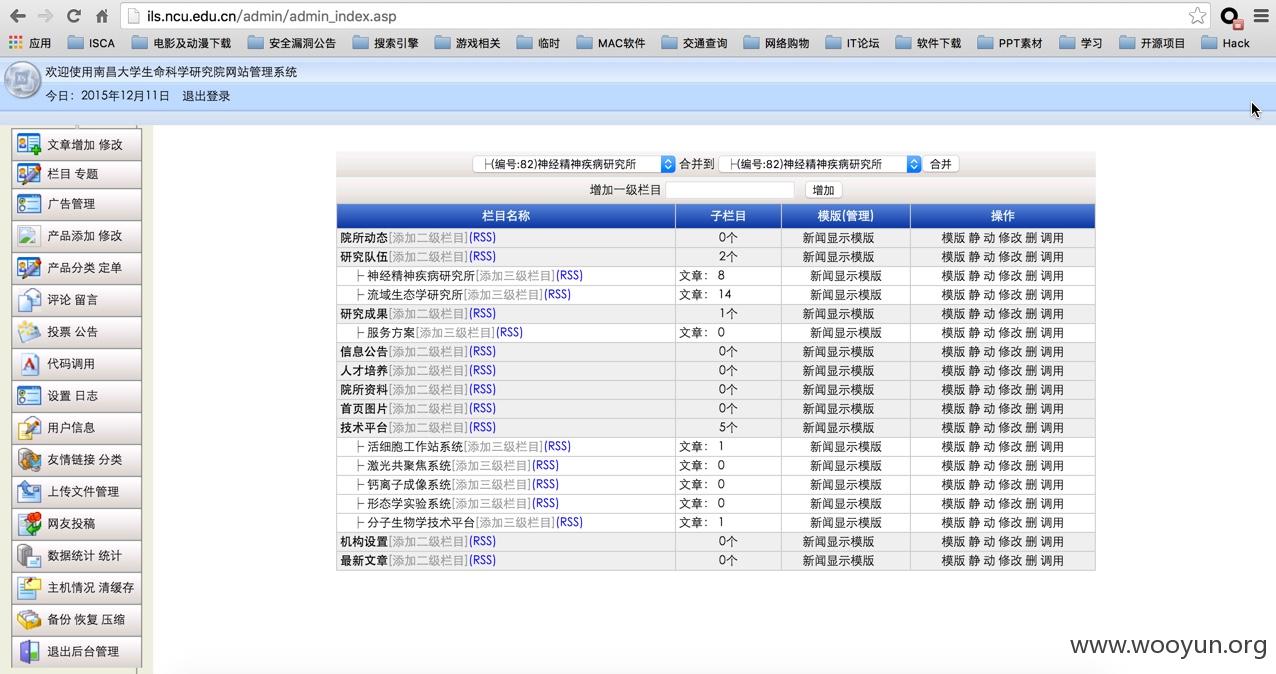 ils.ncu.edu.cn/admin/admin_index.asp
应用 ISCA 电影及动漫下载 安全漏洞公告 搜索引擎 游戏相关 临时 MAC软件 交通查询 网络购物 IT论坛 软件下载 PPT素材 学习 开源项目 Hack
欢迎使用南昌大学生命科学研究院网站管理系统
今日：2015年12月11日 退出登录
文章增加 修改
栏目 专题
广告管理
产品添加 修改
产品分类 定单
评论 留言
投票 公告
代码调用
设置 日志
用户信息
友情链接 分类
上传文件管理
网友投稿
数据统计 统计
主机情况 清缓存
备份 恢复 压缩
退出后台管理
├(编号:82)神经精神疾病研究所 合并到 ├(编号:82)神经精神疾病研究所 合并
增加一级栏目 增加
栏目名称 子栏目 模版(管理) 操作
院所动态[添加二级栏目](RSS) 0个 新闻显示模版 模版 静 动 修改 删 调用
研究队伍[添加二级栏目](RSS) 2个 新闻显示模版 模版 静 动 修改 删 调用
├ 神经精神疾病研究所[添加三级栏目](RSS) 文章： 8 新闻显示模版 模版 静 动 修改 删 调用
├ 流域生态学研究所[添加三级栏目](RSS) 文章： 14 新闻显示模版 模版 静 动 修改 删 调用
研究成果[添加二级栏目](RSS) 1个 新闻显示模版 模版 静 动 修改 删 调用
├ 服务方案[添加三级栏目](RSS) 文章： 0 新闻显示模版 模版 静 动 修改 删 调用
信息公告[添加二级栏目](RSS) 0个 新闻显示模版 模版 静 动 修改 删 调用
人才培养[添加二级栏目](RSS) 0个 新闻显示模版 模版 静 动 修改 删 调用
院所资料[添加二级栏目](RSS) 0个 新闻显示模版 模版 静 动 修改 删 调用
首页图片[添加二级栏目](RSS) 0个 新闻显示模版 模版 静 动 修改 删 调用
技术平台[添加二级栏目](RSS) 5个 新闻显示模版 模版 静 动 修改 删 调用
├ 活细胞工作站系统[添加三级栏目](RSS) 文章： 1 新闻显示模版 模版 静 动 修改 删 调用
├ 激光共聚焦系统[添加三级栏目](RSS) 文章： 0 新闻显示模版 模版 静 动 修改 删 调用
├ 钙离子成像系统[添加三级栏目](RSS) 文章： 0 新闻显示模版 模版 静 动 修改 删 调用
├ 形态学实验系统[添加三级栏目](RSS) 文章： 0 新闻显示模版 模版 静 动 修改 删 调用
├ 分子生物学技术平台[添加三级栏目](RSS) 文章： 1 新闻显示模版 模版 静 动 修改 删 调用
机构设置[添加二级栏目](RSS) 0个 新闻显示模版 模版 静 动 修改 删 调用
最新文章[添加二级栏目](RSS) 0个 新闻显示模版 模版 静 动 修改 删 调用
www.wooyun.org